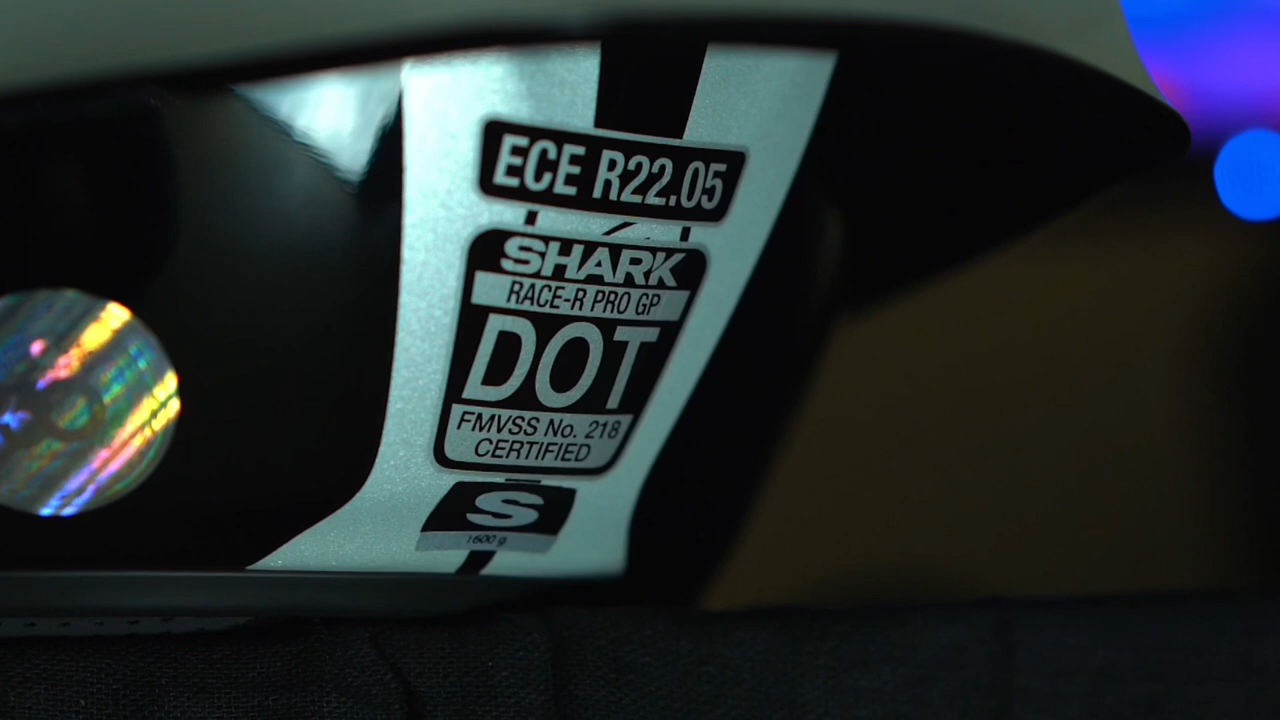 ECE R22.05
SHARK
RACE-R PRO GP
DOT
FMVSS No. 218
CERTIFIED
S
1600 g